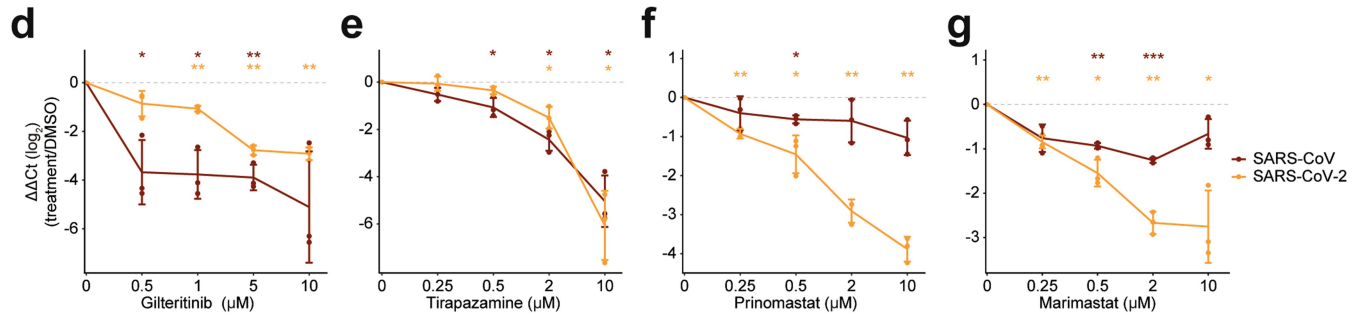 d
e
f
g
* * **
** ** **
* * *
* *
*
** * ** **
** ***
** * ** *
ΔΔCt (log2)
(treatment/DMSO)
0
-2
-4
-6
0
-2
-4
-6
1
0
-1
-2
-3
-4
1
0
-1
-2
-3
SARS-CoV
SARS-CoV-2
0 0.5 1 5 10
0 0.25 0.5 2 10
0 0.25 0.5 2 10
0 0.25 0.5 2 10
Gilteritinib (µM)
Tirapazamine (µM)
Prinomastat (µM)
Marimastat (µM)